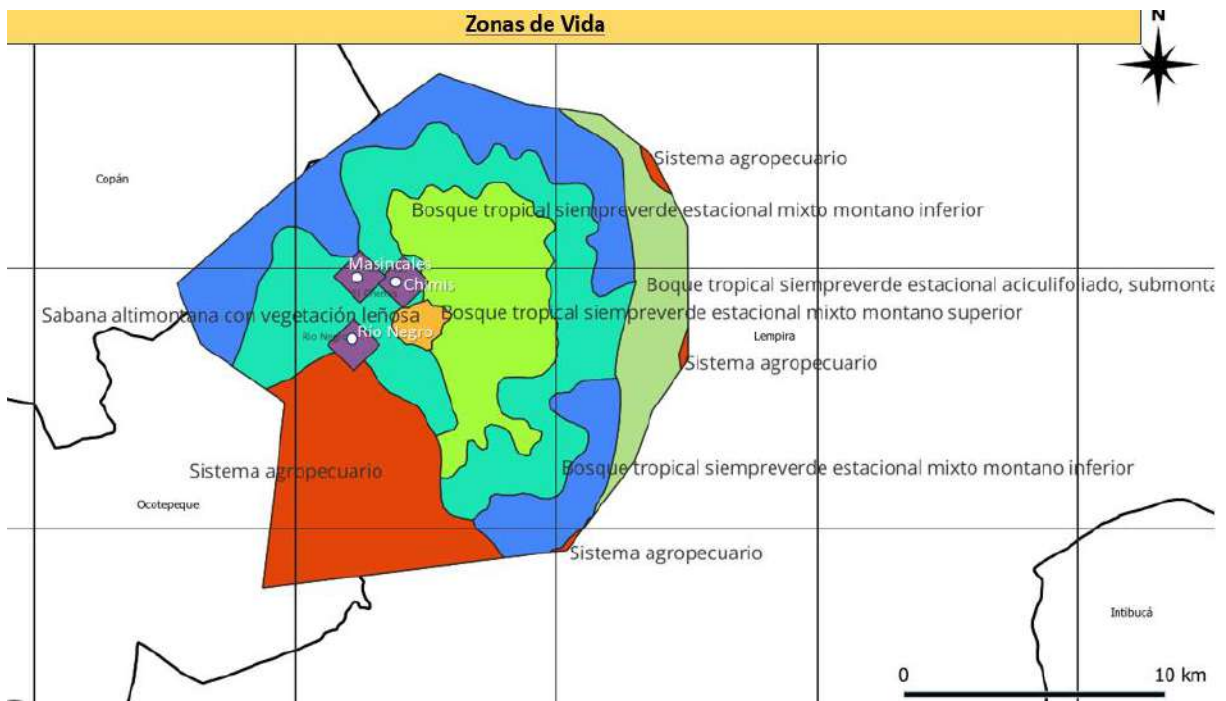 Zonas de Vida
N
Sistema agropecuario
Copán
Bosque tropical siempreverde estacional mixto montano inferior
Masincales
Chimis
Boque tropical siempreverde estacional aciculifoliado, submonta
Sabana altimontana con vegetación leñosa
Bosque tropical siempreverde estacional mixto montano superior
Río Negro
Lempira
Sistema agropecuario
Sistema agropecuario
Bosque tropical siempreverde estacional mixto montano inferior
Ocotepeque
Sistema agropecuario
Intibucá
0 10 km